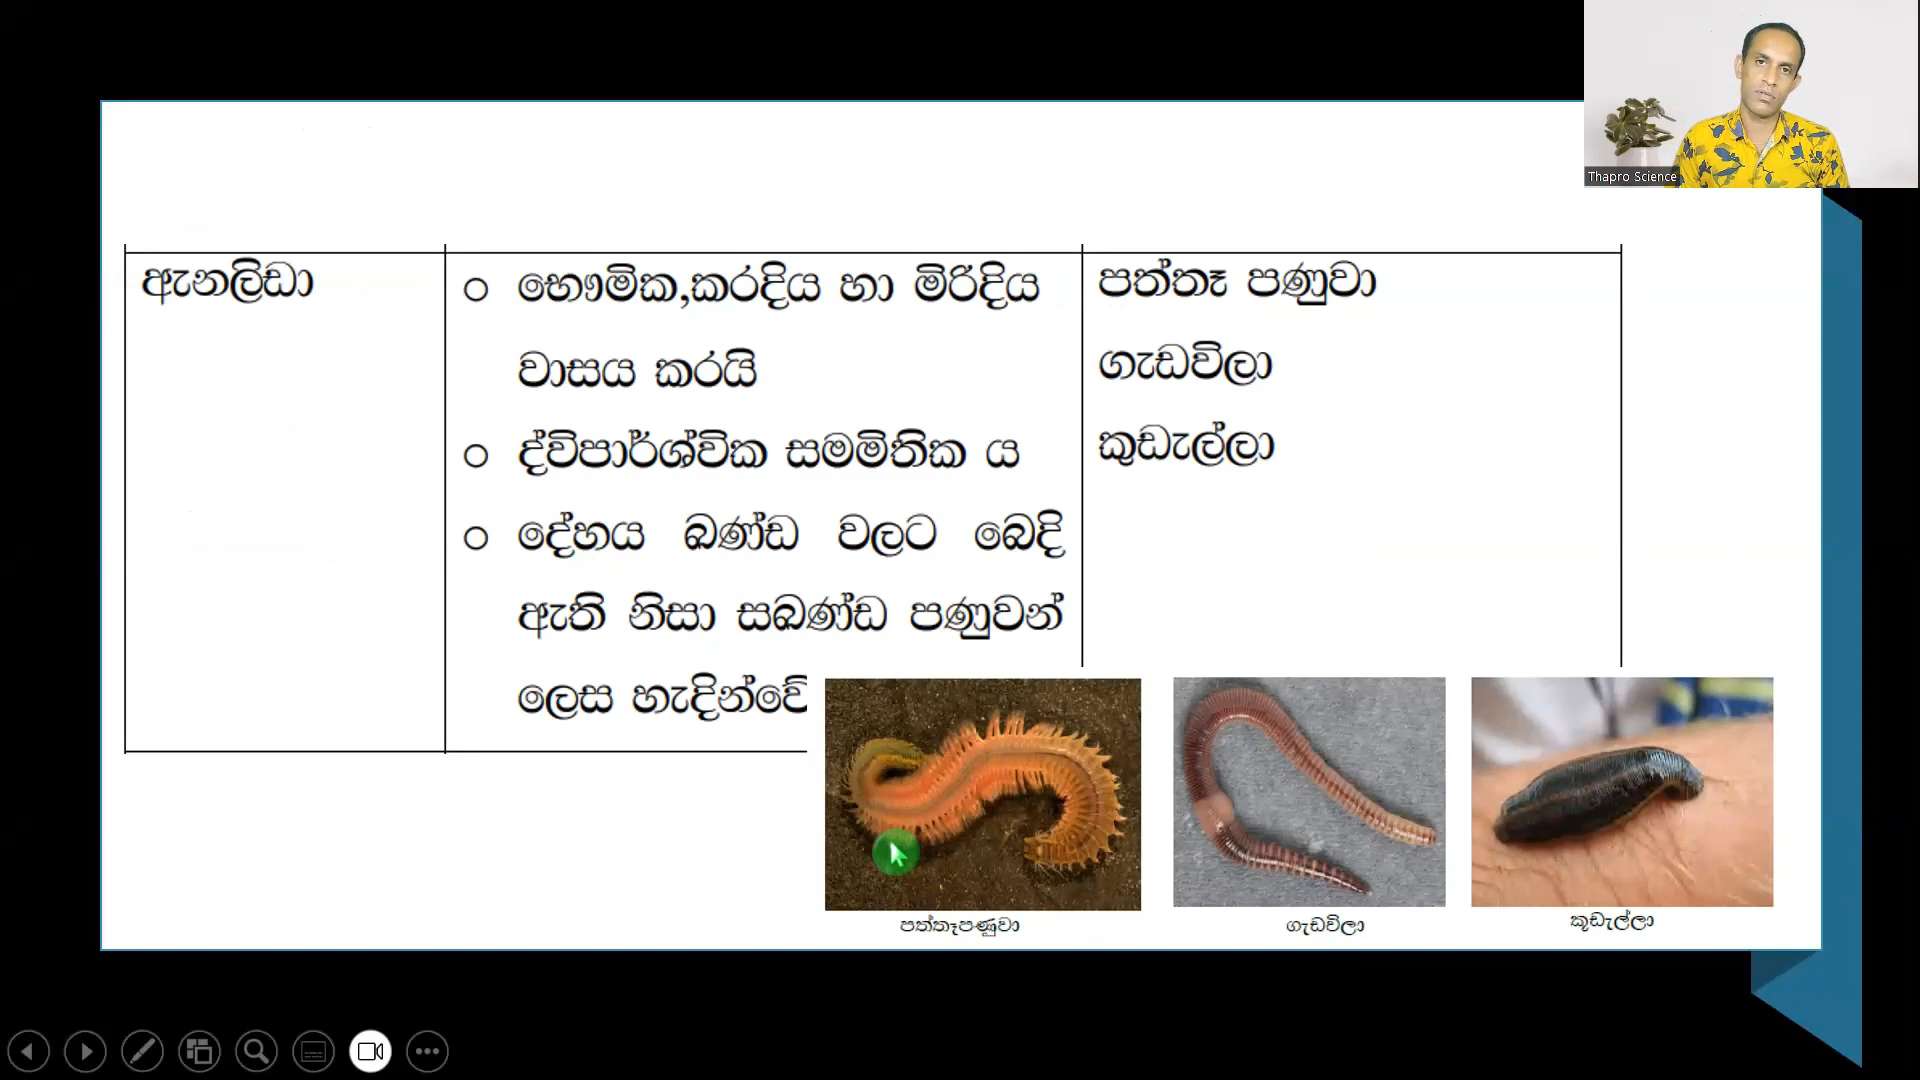 Thapro Science
ඇනලිඩා
භෞමික,කරදිය හා මිරිදිය
වාසය කරයි
ද්විපාර්ශ්වික සමමිතික ය
දේහය ඛණ්ඩ වලට බෙදි
ඇති නිසා සඛණ්ඩ පණුවන්
ලෙස හැදින්වේ
පත්තෑ පණුවා
ගැඩවිලා
කුඩැල්ලා
පත්තෑපණුවා
ගැඩවිලා
කූඩැල්ලා